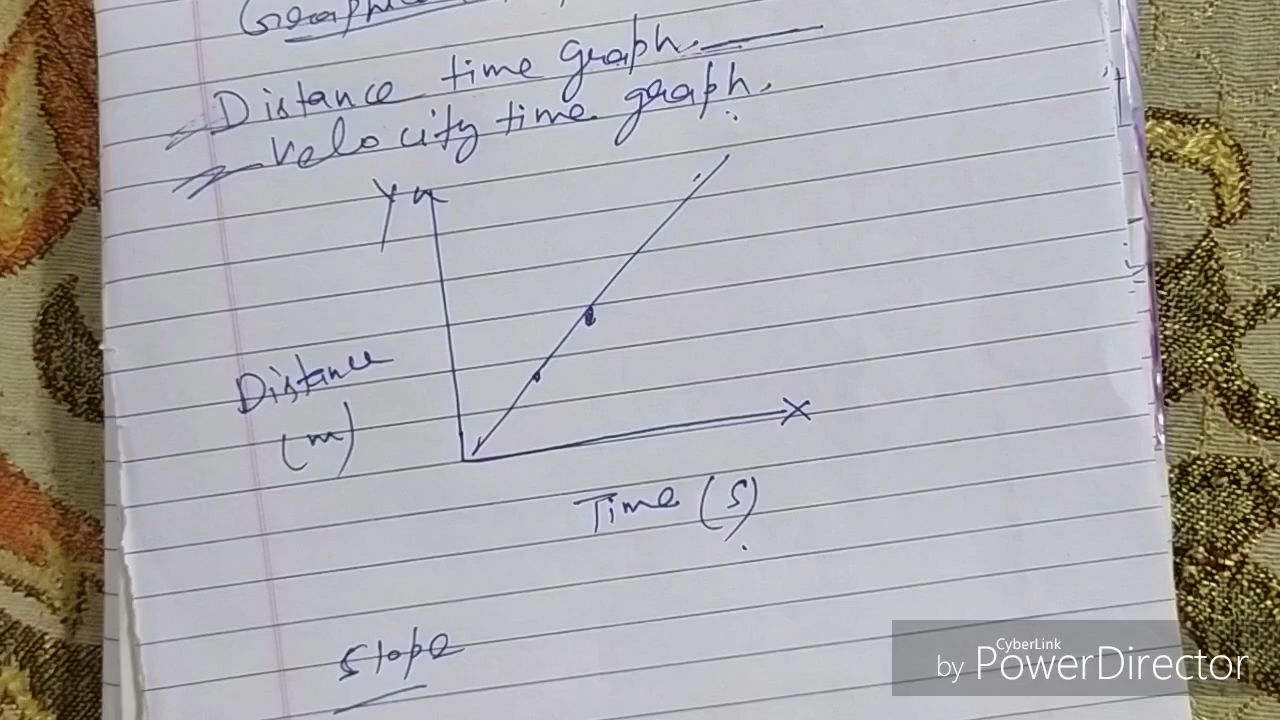 Distance time graph.
Velocity time graph.
Y
Distance
(m)
X
Time (s)
Slope
CyberLink
by PowerDirector